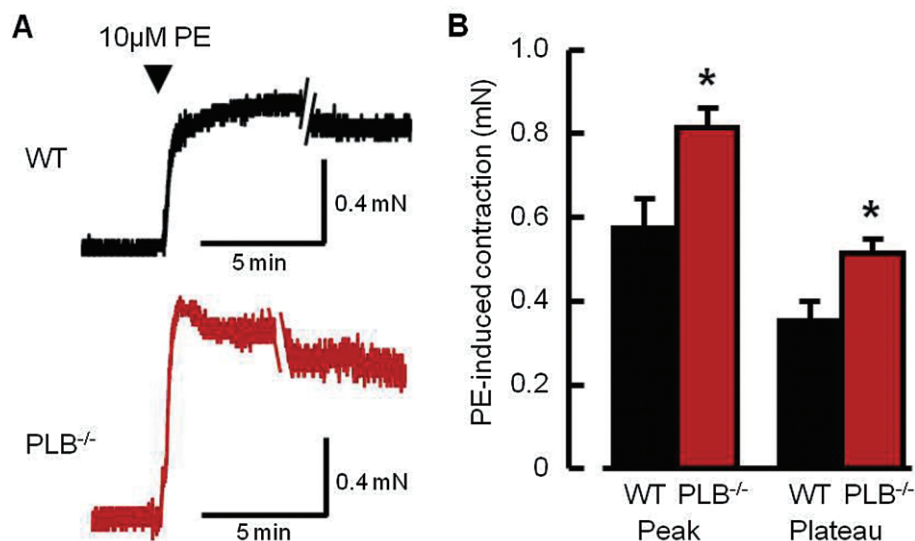 A
10µM PE
WT
0.4 mN
5 min
PLB-/-
0.4 mN
5 min
B
PE-induced contraction (mN)
1.0
0.8
0.6
0.4
0.2
0
*
*
WT PLB-/- WT PLB-/-
Peak Plateau